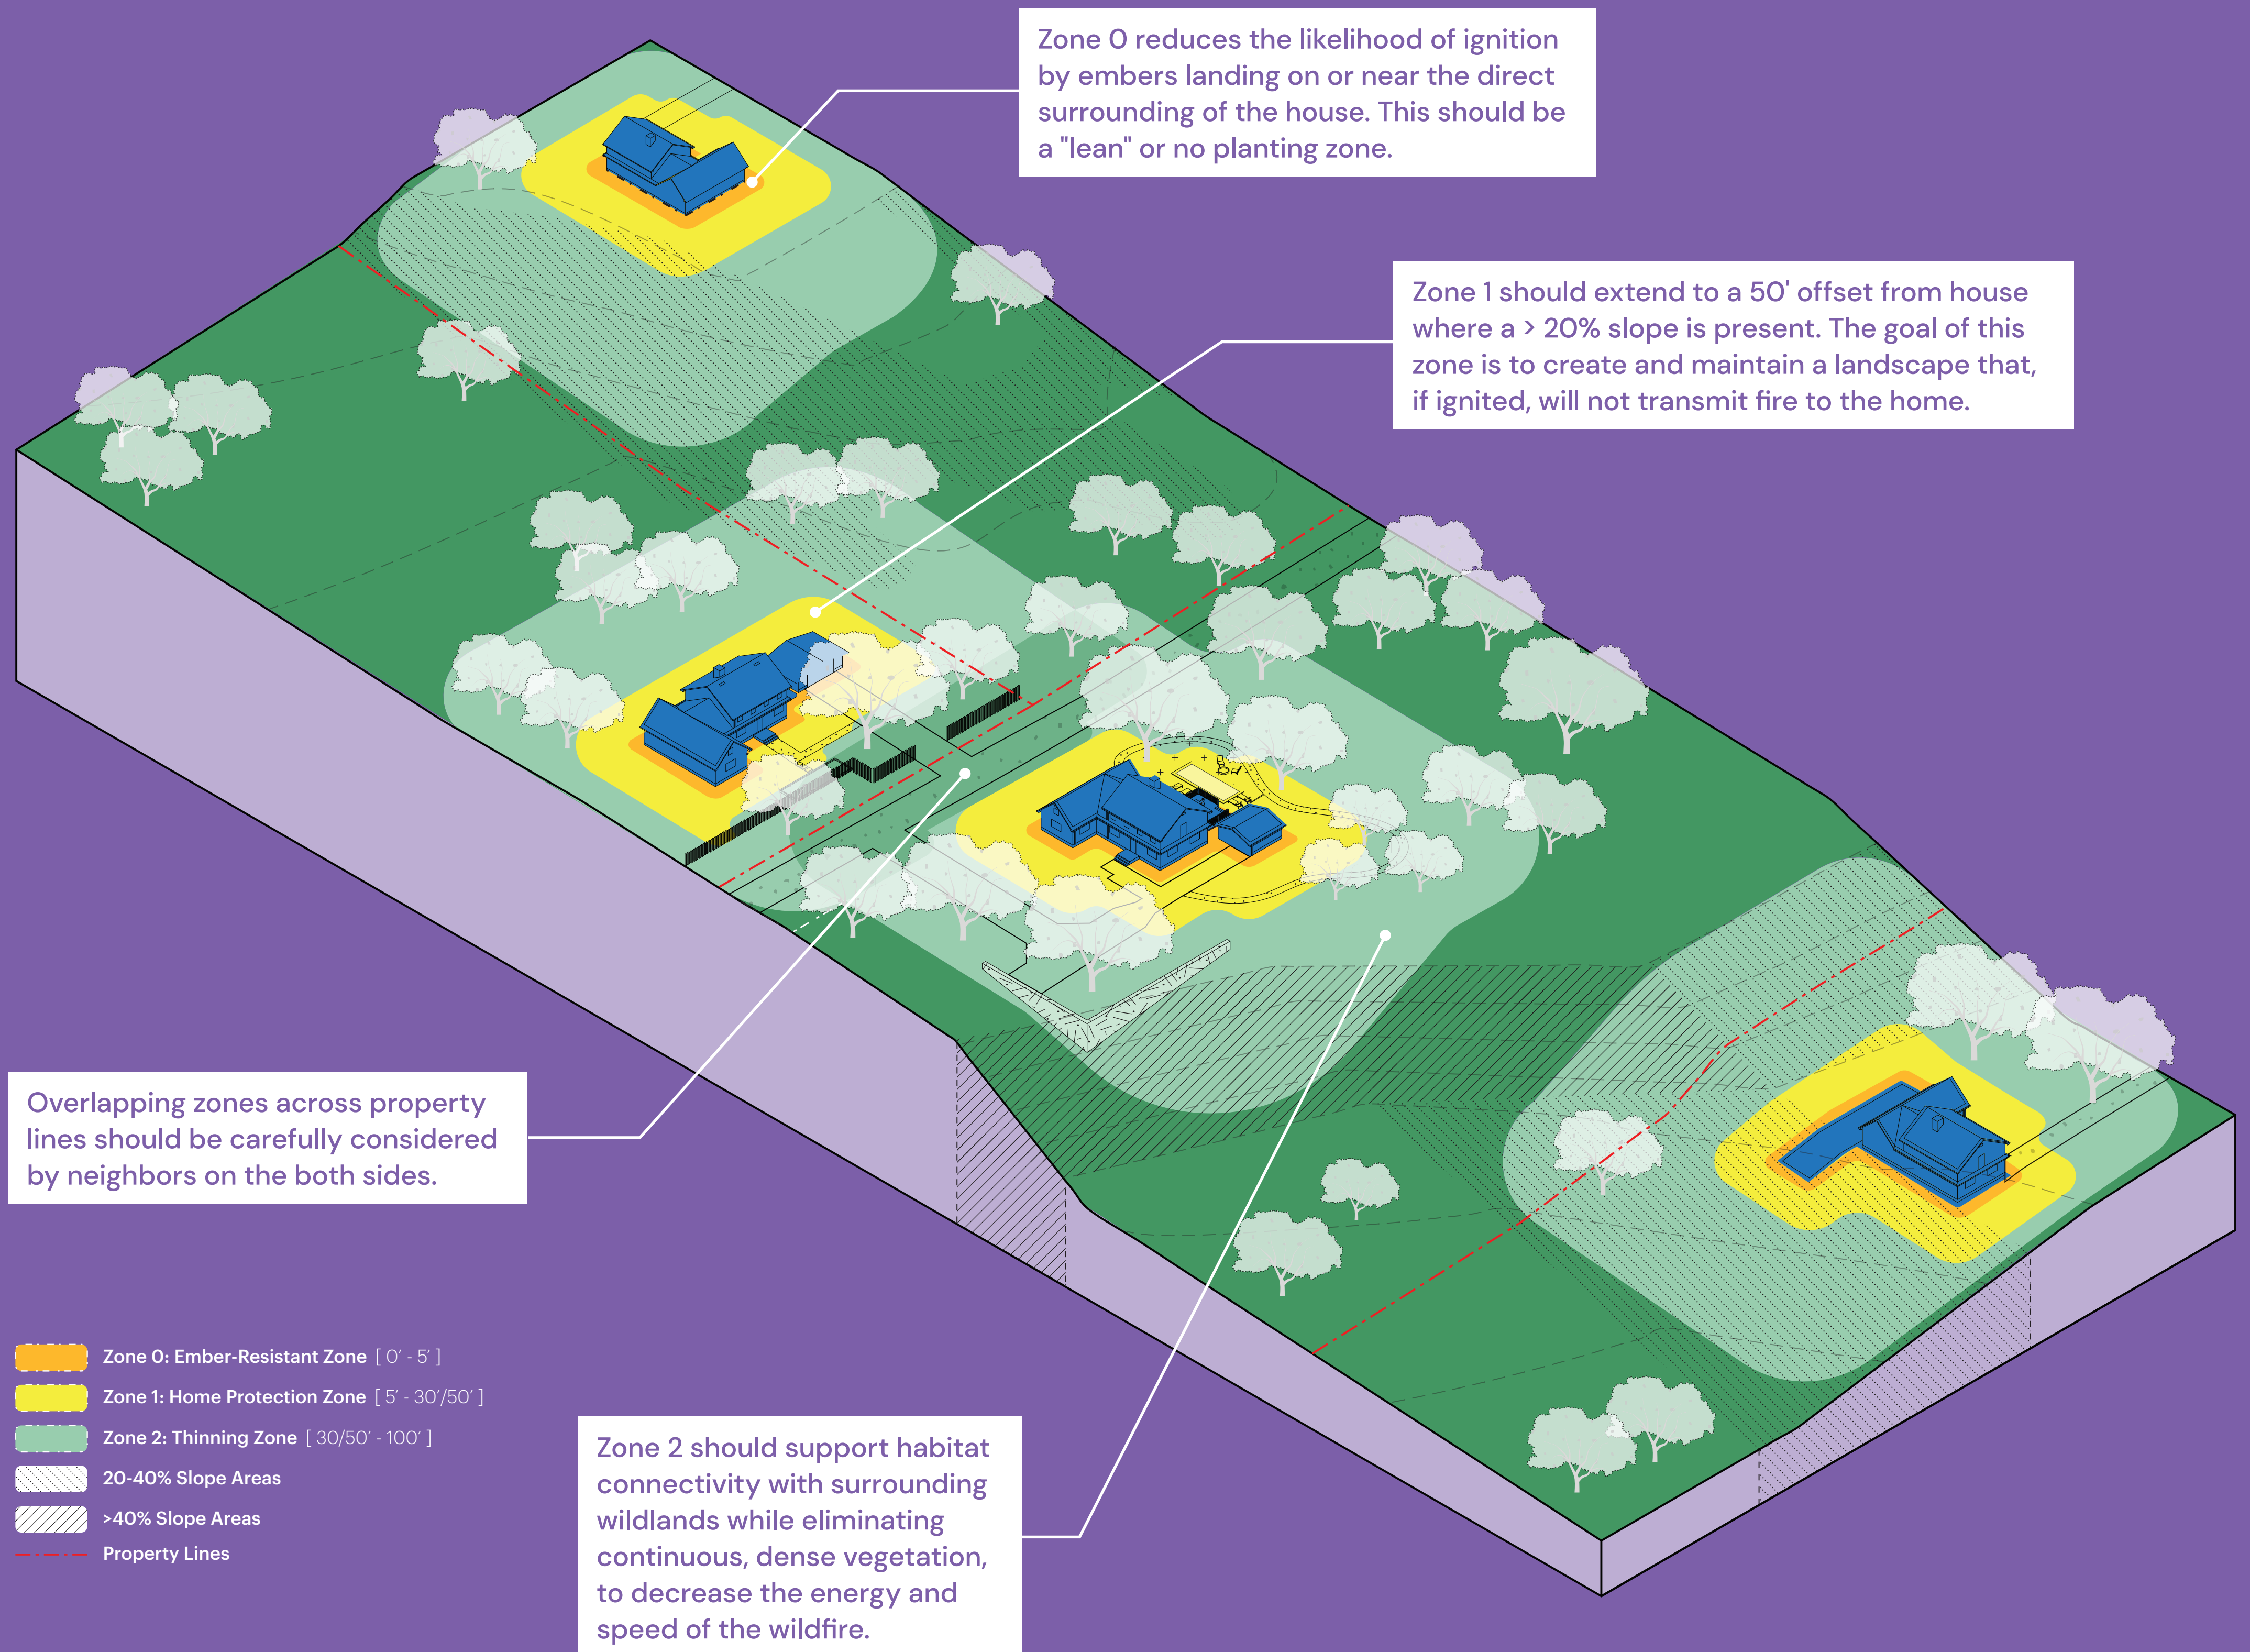 Zone 0 reduces the likelihood of ignition
by embers landing on or near the direct
surrounding of the house. This should be
a "lean" or no planting zone.
Zone 1 should extend to a 50' offset from house
where a > 20% slope is present. The goal of this
zone is to create and maintain a landscape that,
if ignited, will not transmit fire to the home.
Overlapping zones across property
lines should be carefully considered
by neighbors on the both sides.
Zone 0: Ember-Resistant Zone [ 0′ - 5′ ]
Zone 1: Home Protection Zone [ 5′ - 30′/50′ ]
Zone 2: Thinning Zone [ 30/50′ - 100′ ]
20-40% Slope Areas
>40% Slope Areas
Property Lines
Zone 2 should support habitat
connectivity with surrounding
wildlands while eliminating
continuous, dense vegetation,
to decrease the energy and
speed of the wildfire.